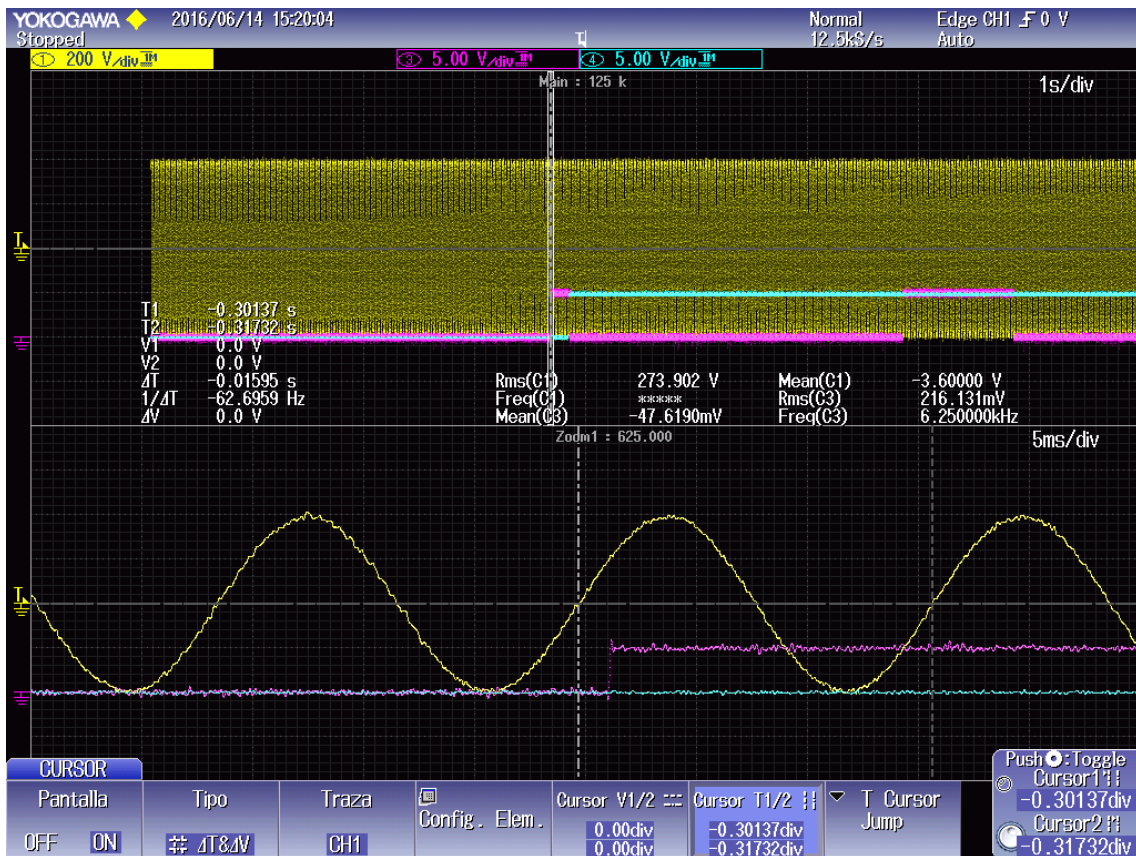 YOKOGAWA 2016/06/14 15:20:04 Normal Edge CH1 0 V
Stopped 12.5kS/s Auto
1 200 V/div 1M 3 5.00 V/div 1M 4 5.00 V/div 1M
Main : 125 k 1s/div
T
T1 -0.30137 s
T2 -0.31732 s
V1 0.0 V
V2 0.0 V
ΔT -0.01595 s Rms(C1) 273.902 V Mean(C1) -3.60000 V
1/ΔT -62.6959 Hz Freq(C1) ***** Rms(C3) 216.131mV
ΔV 0.0 V Mean(C3) -47.6190mV Freq(C3) 6.250000kHz
Zoom1 : 625.000 5ms/div
T
CURSOR
Pantalla
OFF ON
Tipo
ΔT&ΔV
Traza
CH1
Config. Elem.
Cursor V1/2
0.00div
0.00div
Cursor T1/2
-0.30137div
-0.31732div
T Cursor
Jump
Push :Toggle
Cursor1
-0.30137div
Cursor2
-0.31732div